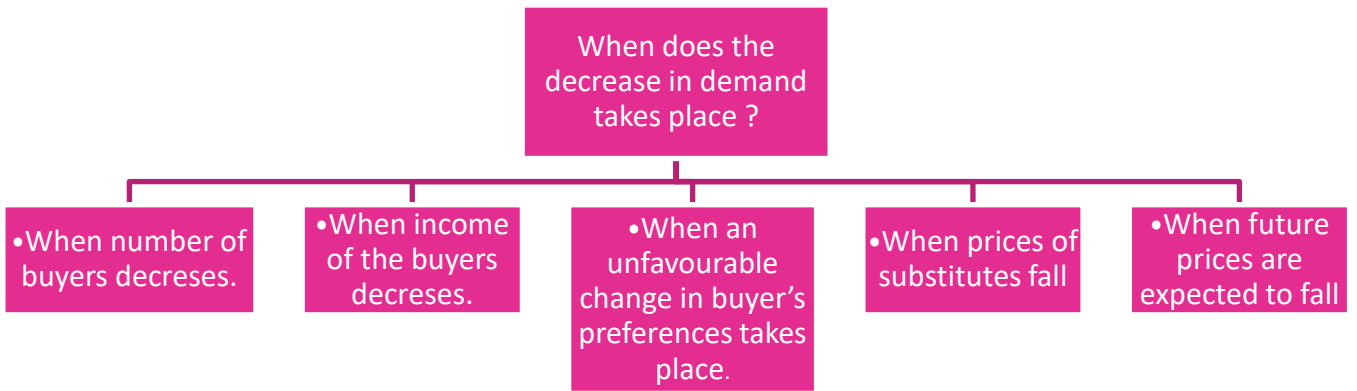 When does the
decrease in demand
takes place ?
•When number of
buyers decreses.
•When income
of the buyers
decreses.
•When an
unfavourable
change in buyer’s
preferences takes
place.
•When prices of
substitutes fall
•When future
prices are
expected to fall